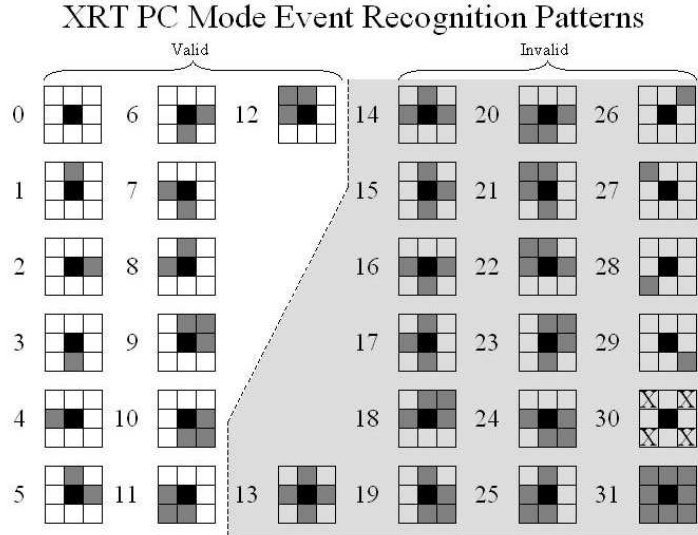 XRT PC Mode Event Recognition Patterns
Valid Invalid
0 6 12 14 20 26
1 7 15 21 27
2 8 16 22 28
3 9 17 23 29
4 10 18 24 30 X X X X
5 11 13 19 25 31